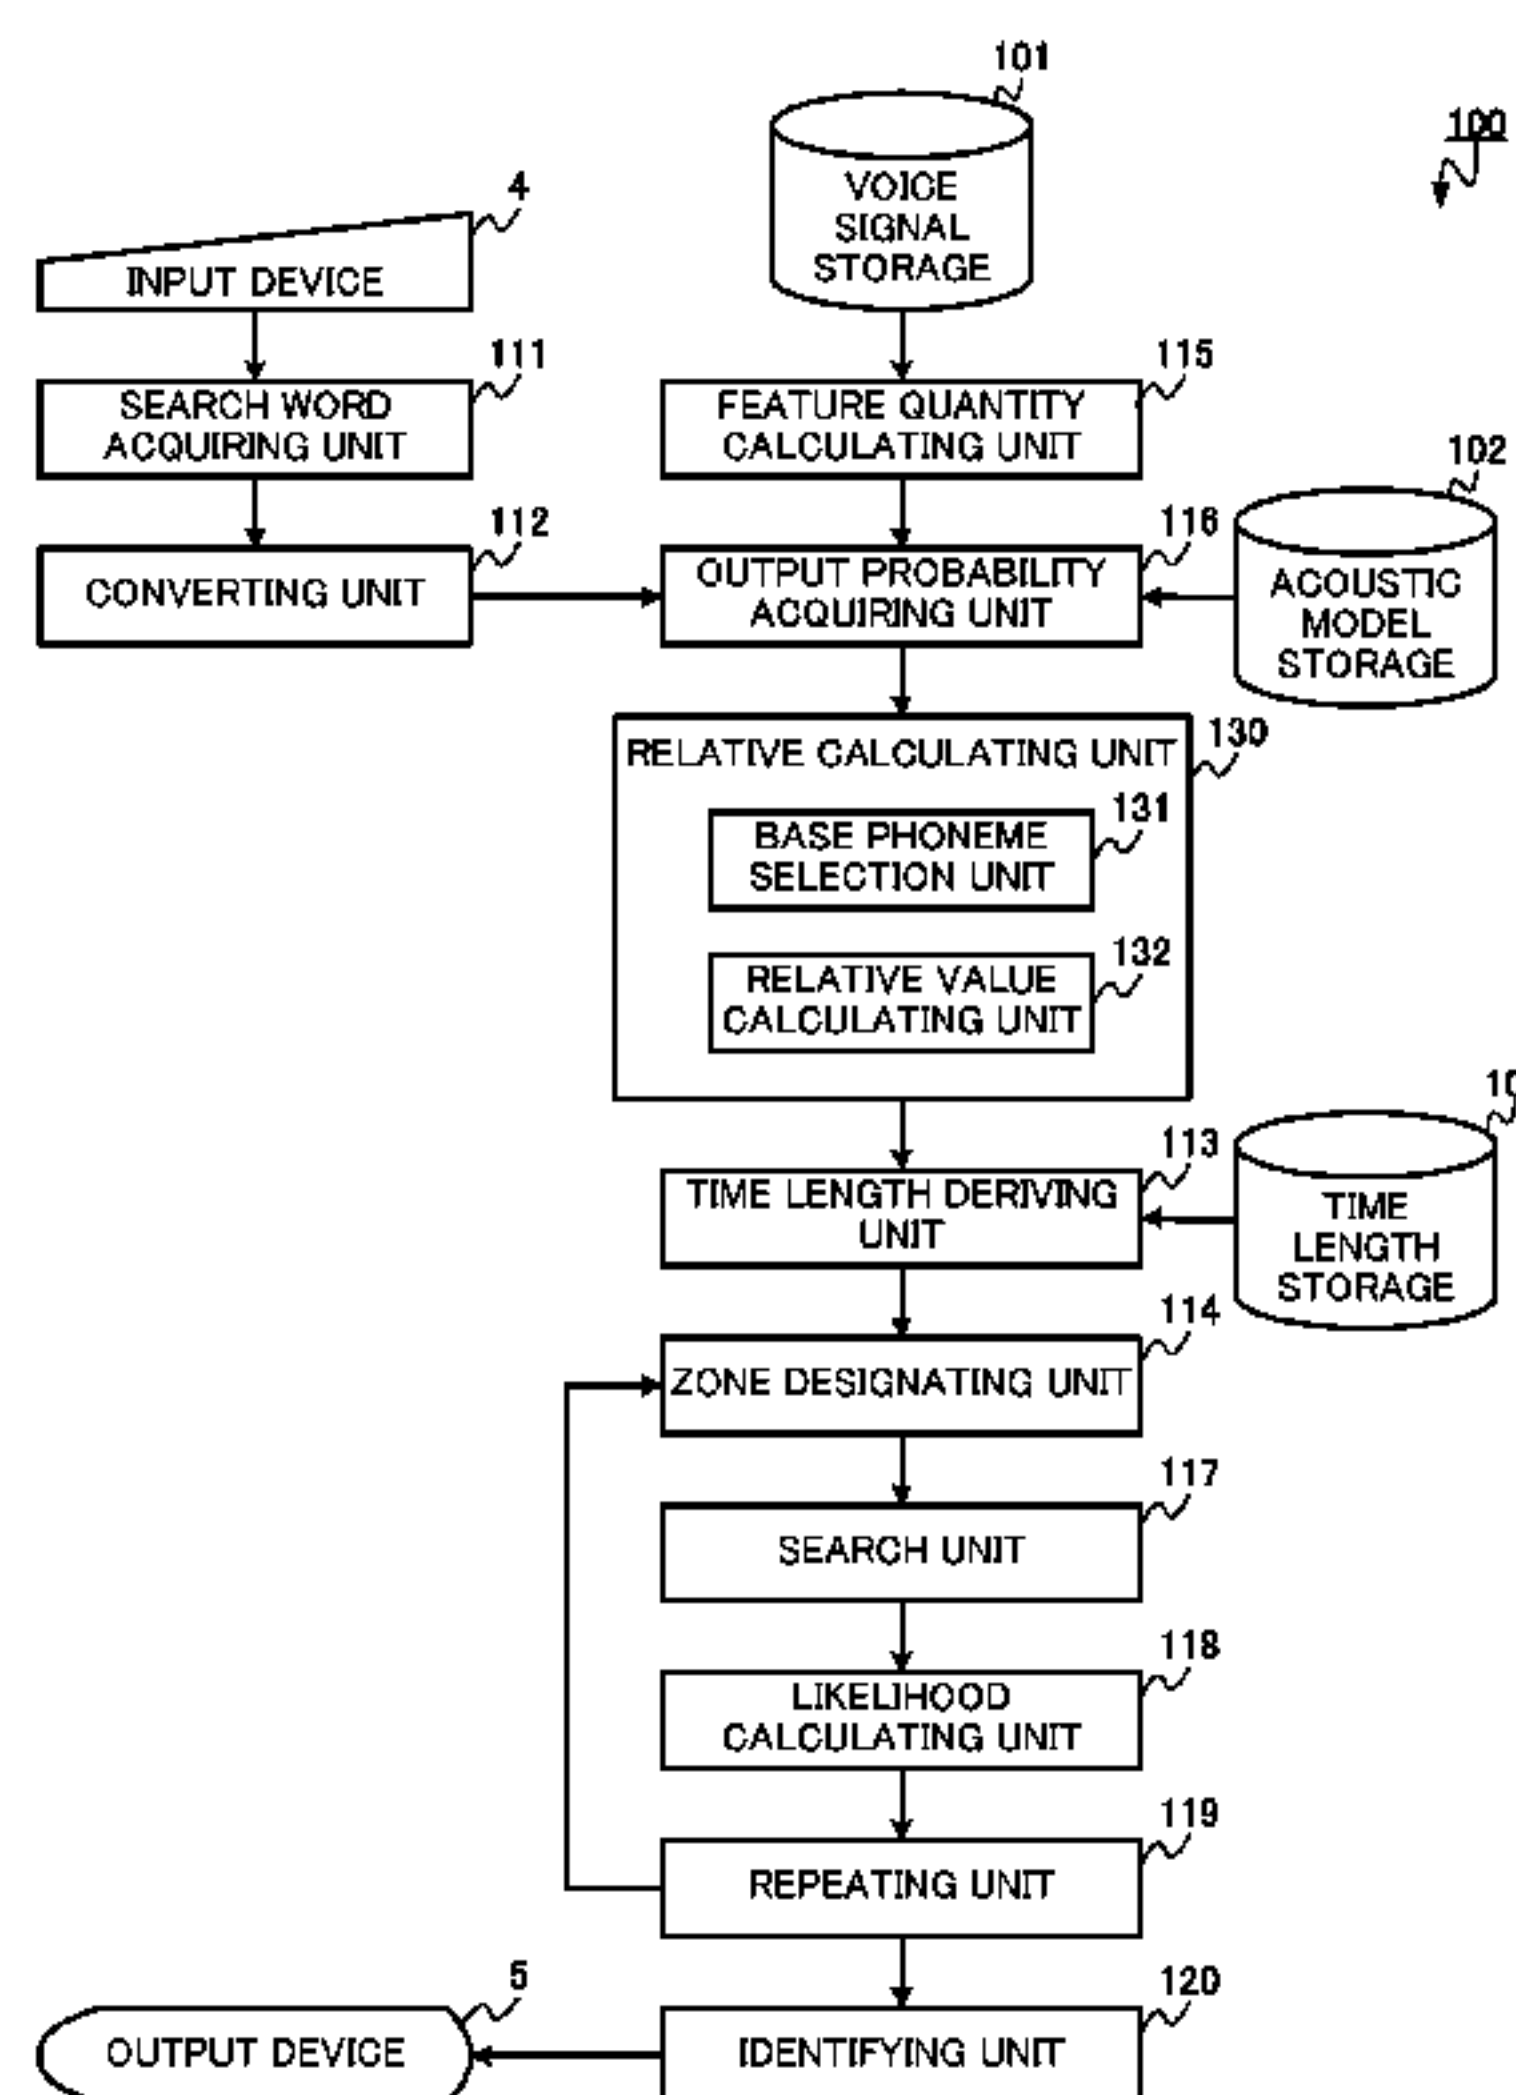 101
100
VOICE
SIGNAL
STORAGE
4
INPUT DEVICE
111
SEARCH WORD
ACQUIRING UNIT
115
FEATURE QUANTITY
CALCULATING UNIT
102
ACOUSTIC
MODEL
STORAGE
112
CONVERTING UNIT
116
OUTPUT PROBABILITY
ACQUIRING UNIT
130
RELATIVE CALCULATING UNIT
131
BASE PHONEME
SELECTION UNIT
132
RELATIVE VALUE
CALCULATING UNIT
113
TIME LENGTH DERIVING
UNIT
TIME
LENGTH
STORAGE
114
ZONE DESIGNATING UNIT
117
SEARCH UNIT
118
LIKELIHOOD
CALCULATING UNIT
119
REPEATING UNIT
5
OUTPUT DEVICE
120
IDENTIFYING UNIT